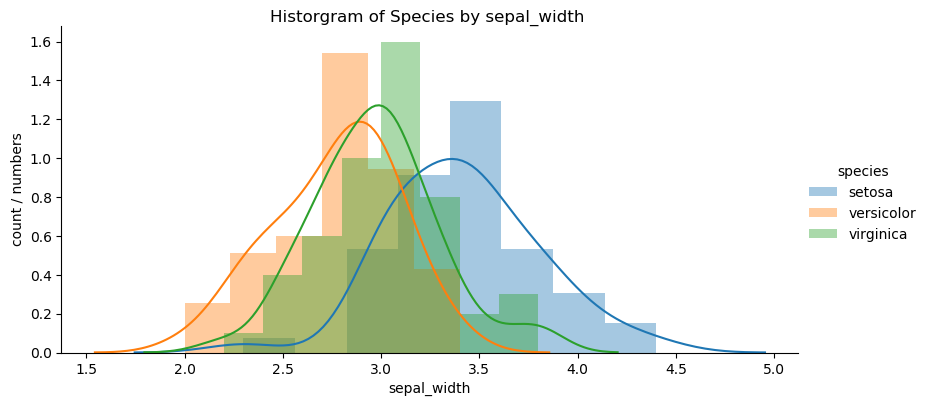 Historgram of Species by sepal_width
1.6
1.4
1.2
1.0
0.8
0.6
0.4
0.2
0.0
count / numbers
1.5 2.0 2.5 3.0 3.5 4.0 4.5 5.0
sepal_width
species
setosa
versicolor
virginica